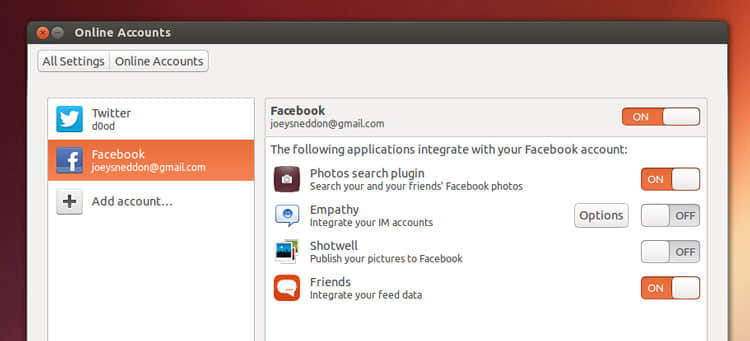 Online Accounts
All Settings Online Accounts
Twitter
d0od
Facebook
joeysneddon@gmail.com
Add account...
Facebook
joeysneddon@gmail.com
ON
The following applications integrate with your Facebook account:
Photos search plugin
Search your and your friends' Facebook photos
ON
Empathy
Integrate your IM accounts
Options
OFF
Shotwell
Publish your pictures to Facebook
OFF
Friends
Integrate your feed data
ON